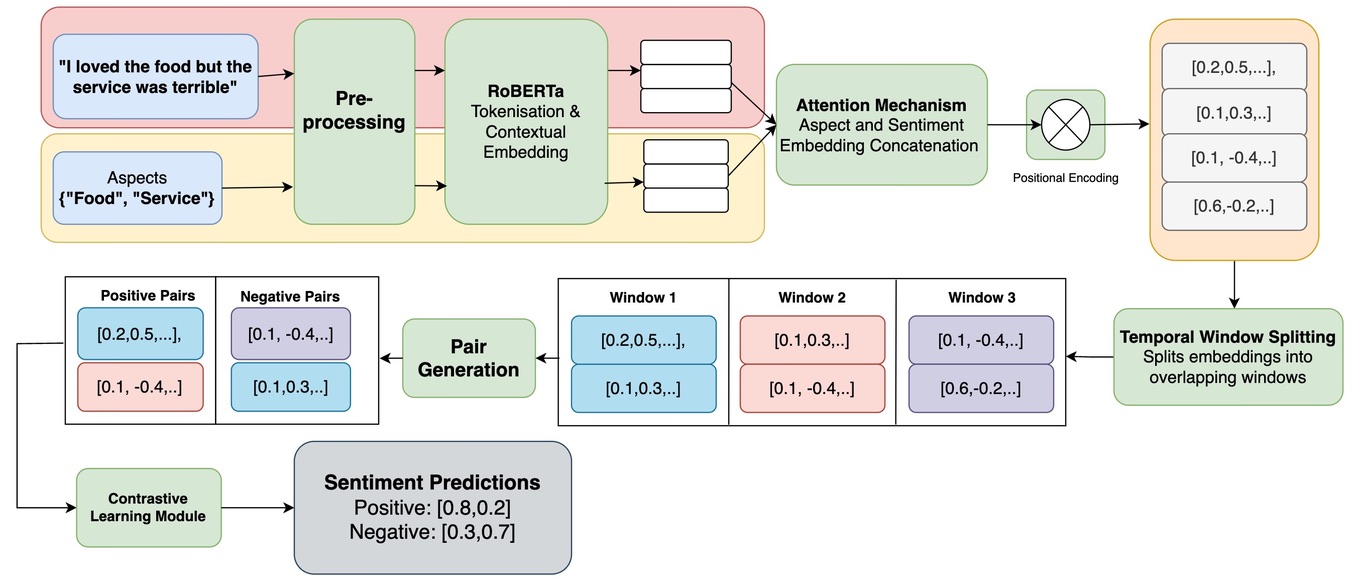 "I loved the food but the
service was terrible"
Aspects
{"Food", "Service"}
Pre-
processing
RoBERTa
Tokenisation &
Contextual
Embedding
Attention Mechanism
Aspect and Sentiment
Embedding Concatenation
Positional Encoding
[0.2,0.5,...],
[0.1,0.3,..]
[0.1, -0.4,..]
[0.6,-0.2,..]
Temporal Window Splitting
Splits embeddings into
overlapping windows
Window 1
[0.2,0.5,...],
[0.1,0.3,..]
Window 2
[0.1,0.3,..]
[0.1, -0.4,..]
Window 3
[0.1, -0.4,..]
[0.6,-0.2,..]
Pair
Generation
Positive Pairs
[0.2,0.5,...],
[0.1, -0.4,..]
Negative Pairs
[0.1, -0.4,..]
[0.1,0.3,..]
Contrastive
Learning Module
Sentiment Predictions
Positive: [0.8,0.2]
Negative: [0.3,0.7]